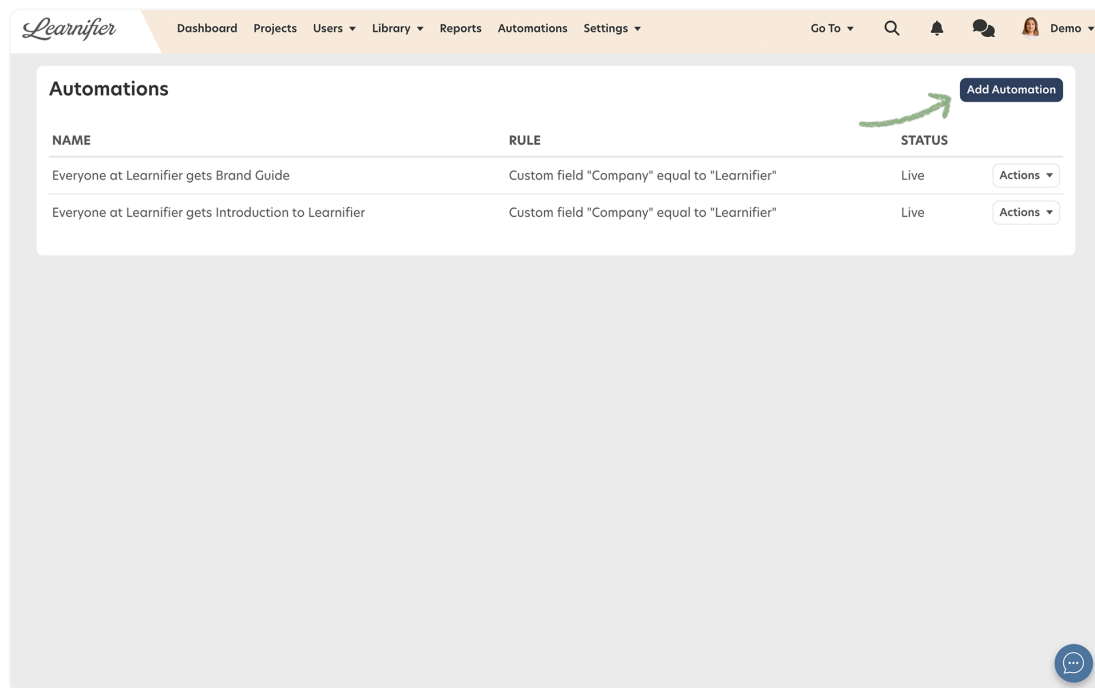 Learnifier Dashboard Projects Users Library Reports Automations Settings Go To Demo
Automations Add Automation
NAME RULE STATUS
Everyone at Learnifier gets Brand Guide Custom field "Company" equal to "Learnifier" Live Actions
Everyone at Learnifier gets Introduction to Learnifier Custom field "Company" equal to "Learnifier" Live Actions